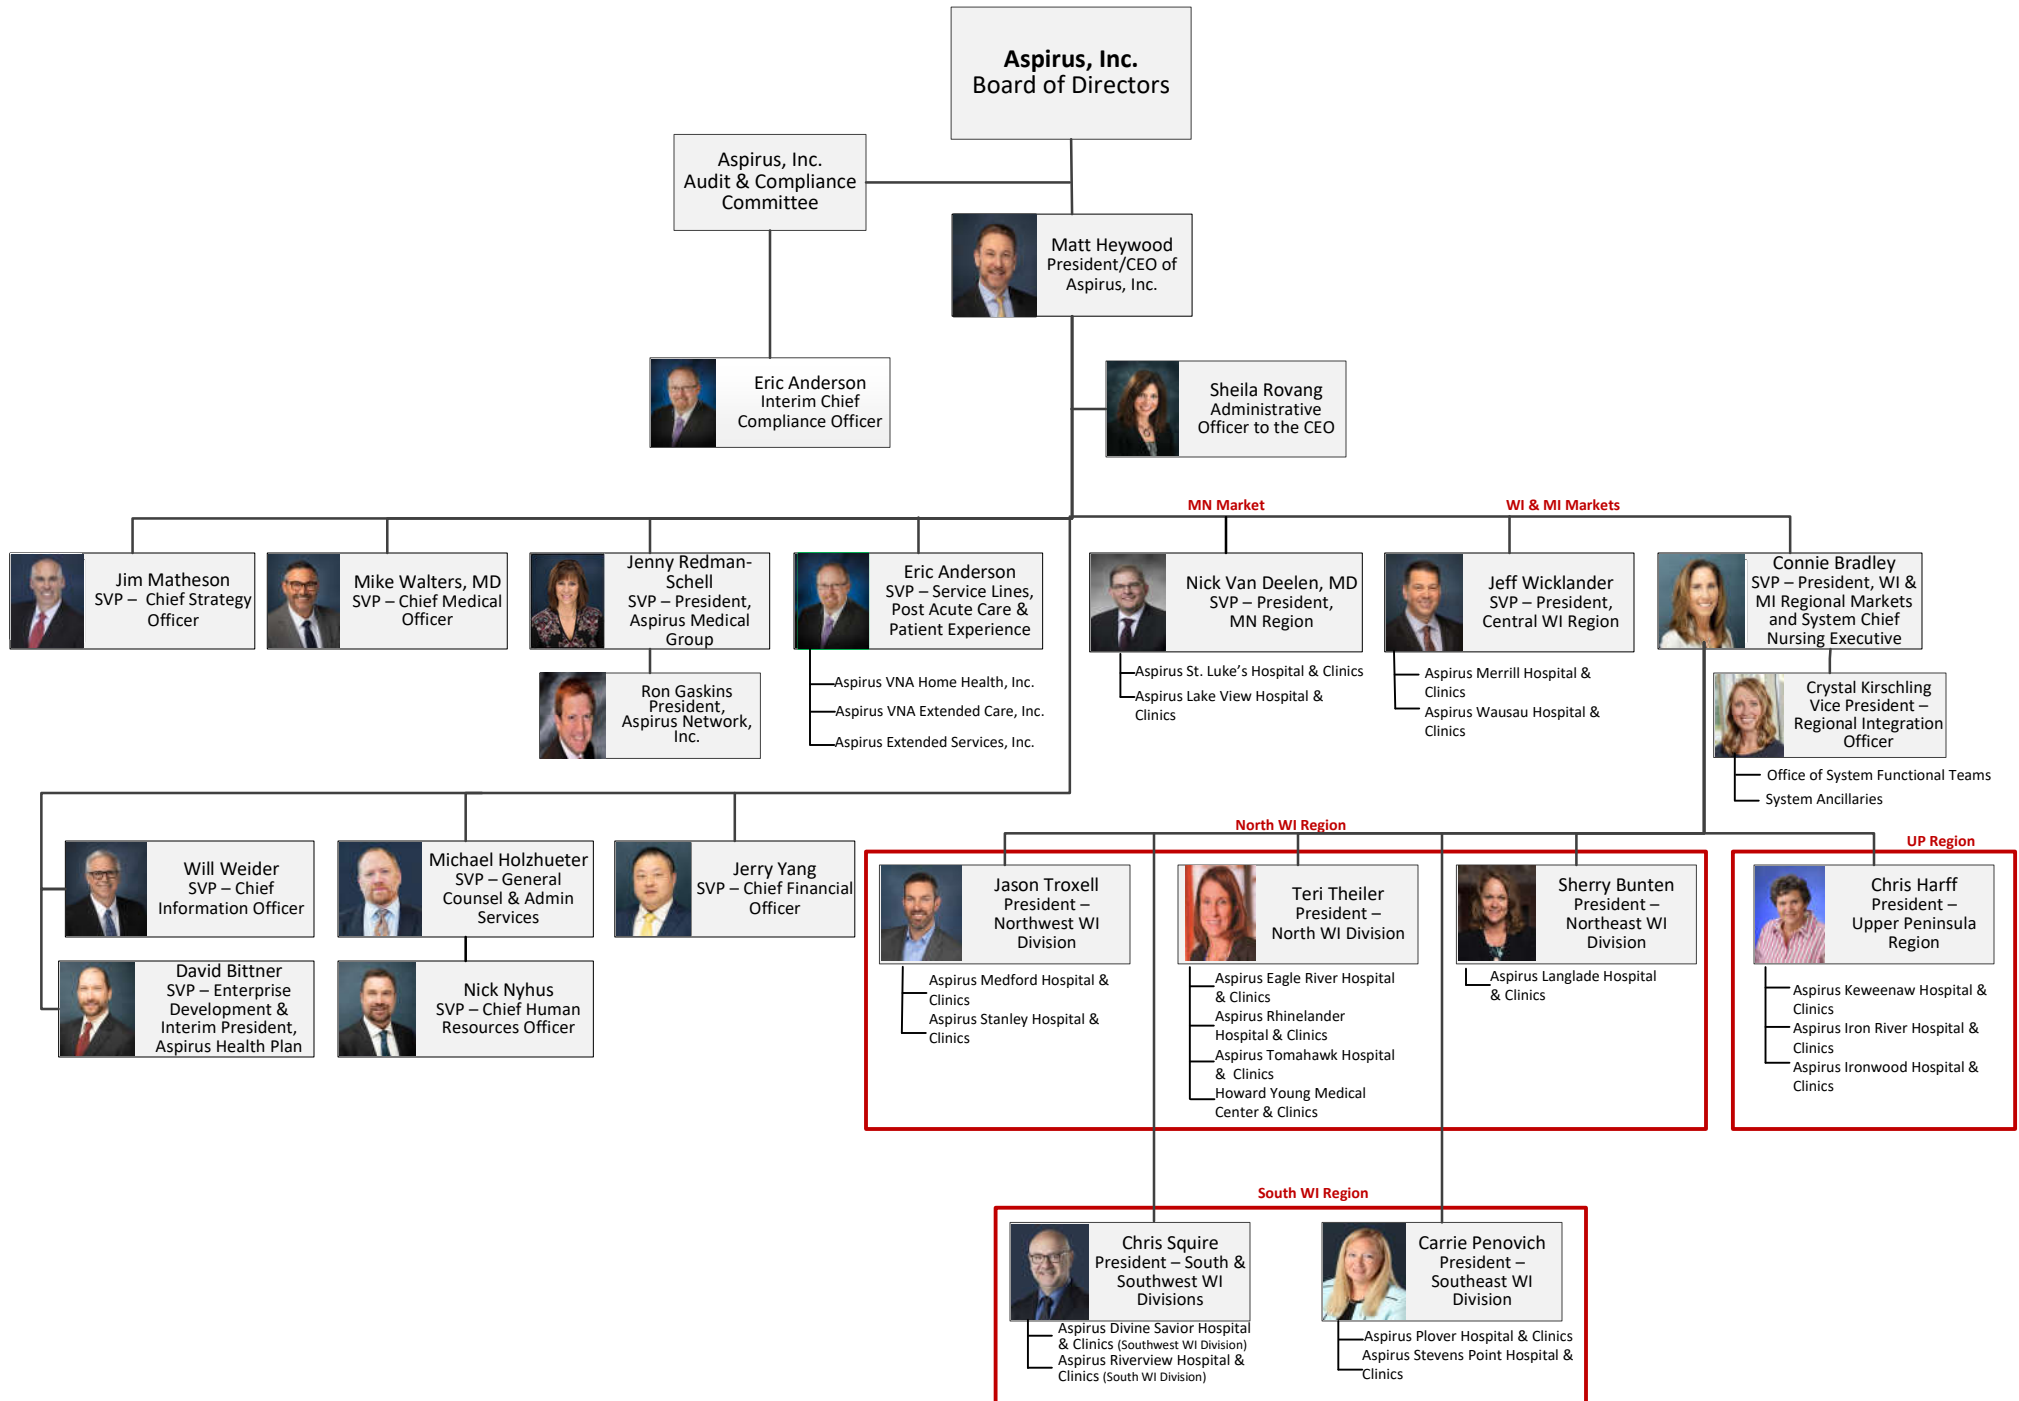 Aspirus, Inc.
Board of Directors
Aspirus, Inc.
Audit & Compliance
Committee
Matt Heywood
President/CEO of
Aspirus, Inc.
Eric Anderson
Interim Chief
Compliance Officer
Sheila Rovang
Administrative
Officer to the CEO
MN Market
WI & MI Markets
Jim Matheson
SVP – Chief Strategy
Officer
Mike Walters, MD
SVP – Chief Medical
Officer
Jenny Redman-
Schell
SVP – President,
Aspirus Medical
Group
Ron Gaskins
President,
Aspirus Network,
Inc.
Eric Anderson
SVP – Service Lines,
Post Acute Care &
Patient Experience
Aspirus VNA Home Health, Inc.
Aspirus VNA Extended Care, Inc.
Aspirus Extended Services, Inc.
Nick Van Deelen, MD
SVP – President,
MN Region
Aspirus St. Luke’s Hospital & Clinics
Aspirus Lake View Hospital &
Clinics
Jeff Wicklander
SVP – President,
Central WI Region
Aspirus Merrill Hospital &
Clinics
Aspirus Wausau Hospital &
Clinics
Connie Bradley
SVP – President, WI &
MI Regional Markets
and System Chief
Nursing Executive
Crystal Kirschling
Vice President –
Regional Integration
Officer
Office of System Functional Teams
System Ancillaries
Will Weider
SVP – Chief
Information Officer
Michael Holzhueter
SVP – General
Counsel & Admin
Services
Jerry Yang
SVP – Chief Financial
Officer
David Bittner
SVP – Enterprise
Development &
Interim President,
Aspirus Health Plan
Nick Nyhus
SVP – Chief Human
Resources Officer
North WI Region
Jason Troxell
President –
Northwest WI
Division
Aspirus Medford Hospital &
Clinics
Aspirus Stanley Hospital &
Clinics
Teri Theiler
President –
North WI Division
Aspirus Eagle River Hospital
& Clinics
Aspirus Rhinelander
Hospital & Clinics
Aspirus Tomahawk Hospital
& Clinics
Howard Young Medical
Center & Clinics
Sherry Bunten
President –
Northeast WI
Division
Aspirus Langlade Hospital
& Clinics
UP Region
Chris Harff
President –
Upper Peninsula
Region
Aspirus Keweenaw Hospital &
Clinics
Aspirus Iron River Hospital &
Clinics
Aspirus Ironwood Hospital &
Clinics
South WI Region
Chris Squire
President – South &
Southwest WI
Divisions
Aspirus Divine Savior Hospital
& Clinics (Southwest WI Division)
Aspirus Riverview Hospital &
Clinics (South WI Division)
Carrie Penovich
President –
Southeast WI
Division
Aspirus Plover Hospital & Clinics
Aspirus Stevens Point Hospital &
Clinics